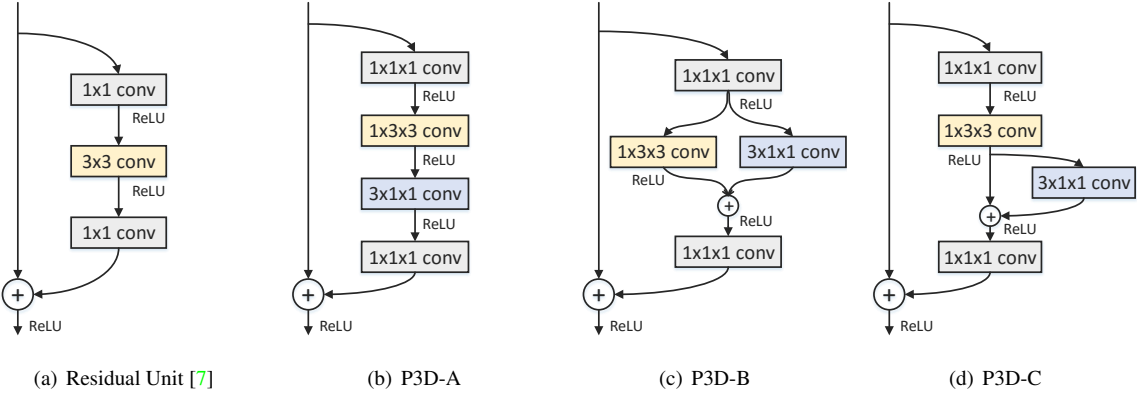 1x1 conv
ReLU
3x3 conv
ReLU
1x1 conv
+
ReLU
(a) Residual Unit [7]
1x1x1 conv
ReLU
1x3x3 conv
ReLU
3x1x1 conv
ReLU
1x1x1 conv
+
ReLU
(b) P3D-A
1x1x1 conv
ReLU
1x3x3 conv
3x1x1 conv
ReLU
+
ReLU
1x1x1 conv
+
ReLU
(c) P3D-B
1x1x1 conv
ReLU
1x3x3 conv
ReLU
3x1x1 conv
+
ReLU
1x1x1 conv
+
ReLU
(d) P3D-C